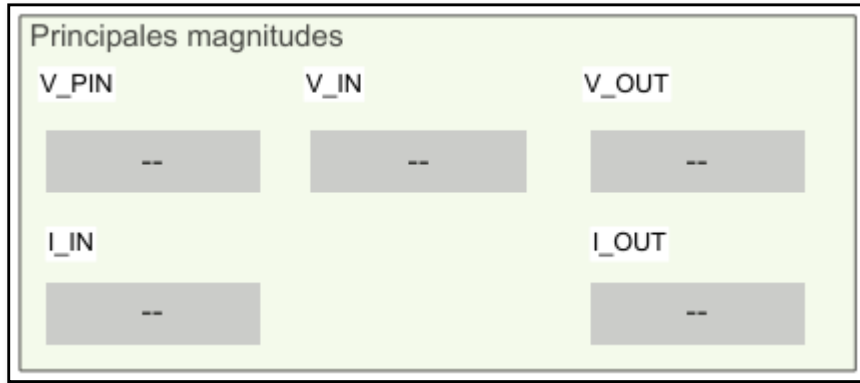 Principales magnitudes
V_PIN V_IN V_OUT
-- -- --
I_IN I_OUT
-- --